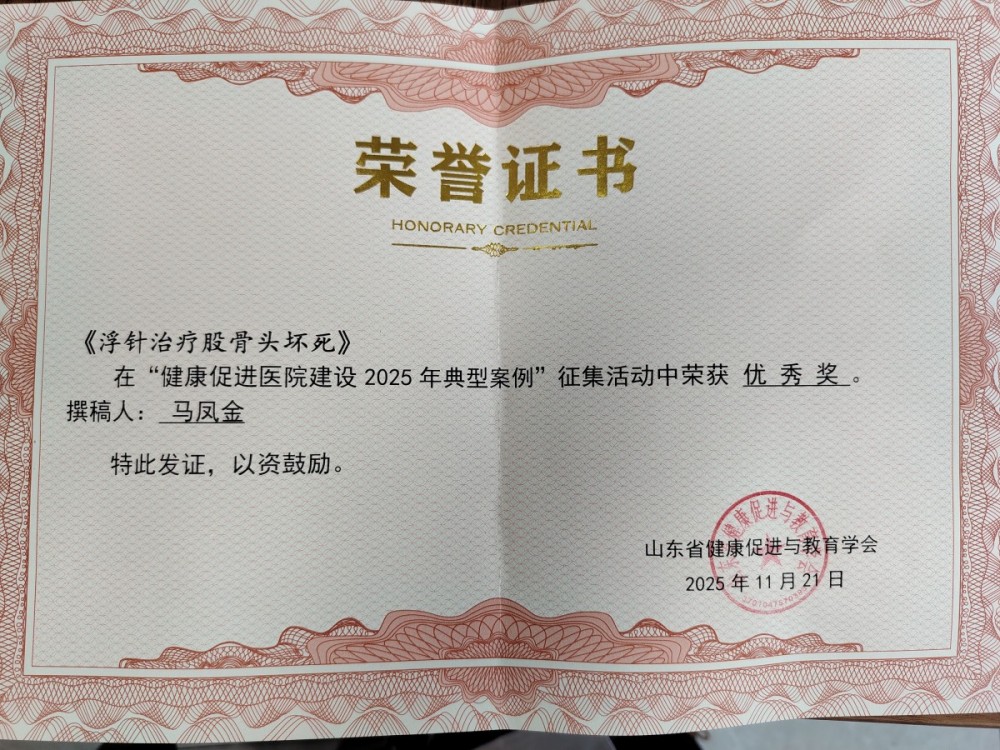 荣誉证书
HONORARY CREDENTIAL
《浮针治疗股骨头坏死》
在“健康促进医院建设 2025 年典型案例”征集活动中荣获 优 秀 奖 。
撰稿人： 马凤金
特此发证，以资鼓励。
山东省健康促进与教育学会
2025 年 11 月 21 日